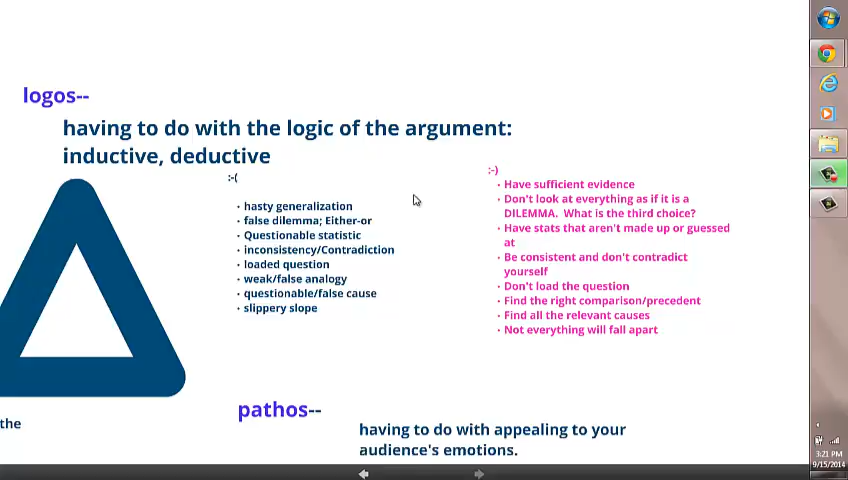 logos--
having to do with the logic of the argument:
inductive, deductive
:-(
• hasty generalization
• false dilemma; Either-or
• Questionable statistic
• inconsistency/Contradiction
• loaded question
• weak/false analogy
• questionable/false cause
• slippery slope
:-)
• Have sufficient evidence
• Don't look at everything as if it is a
DILEMMA. What is the third choice?
• Have stats that aren't made up or guessed
at
• Be consistent and don't contradict
yourself
• Don't load the question
• Find the right comparison/precedent
• Find all the relevant causes
• Not everything will fall apart
pathos--
the
having to do with appealing to your
audience's emotions.
3:21 PM
9/15/2014